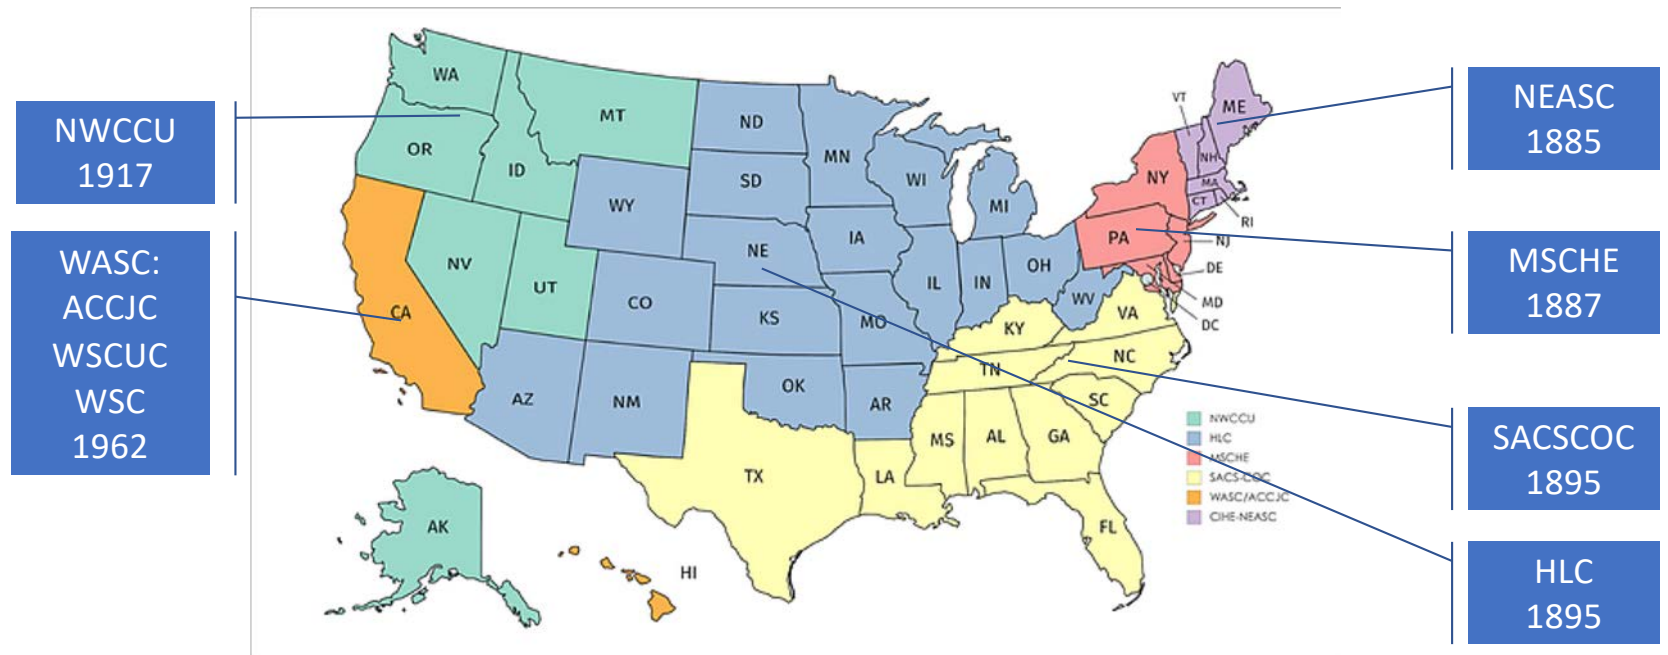 NWCCU
1917
WASC:
ACCJC
WSCUC
WSC
1962
NEASC
1885
MSCHE
1887
SACSCOC
1895
HLC
1895
WA
OR
ID
MT
ND
SD
MN
WI
MI
WY
NE
IA
NV
UT
CO
KS
MO
IL
IN
OH
CA
AZ
NM
OK
AR
TX
LA
MS
AL
GA
FL
TN
KY
WV
VA
NC
SC
PA
NY
VT
NH
ME
MA
CT
RI
NJ
DE
MD
DC
AK
HI
NWCCU
HLC
MSCHE
SACS-COC
WASC/ACCJC
CIHE-NEASC